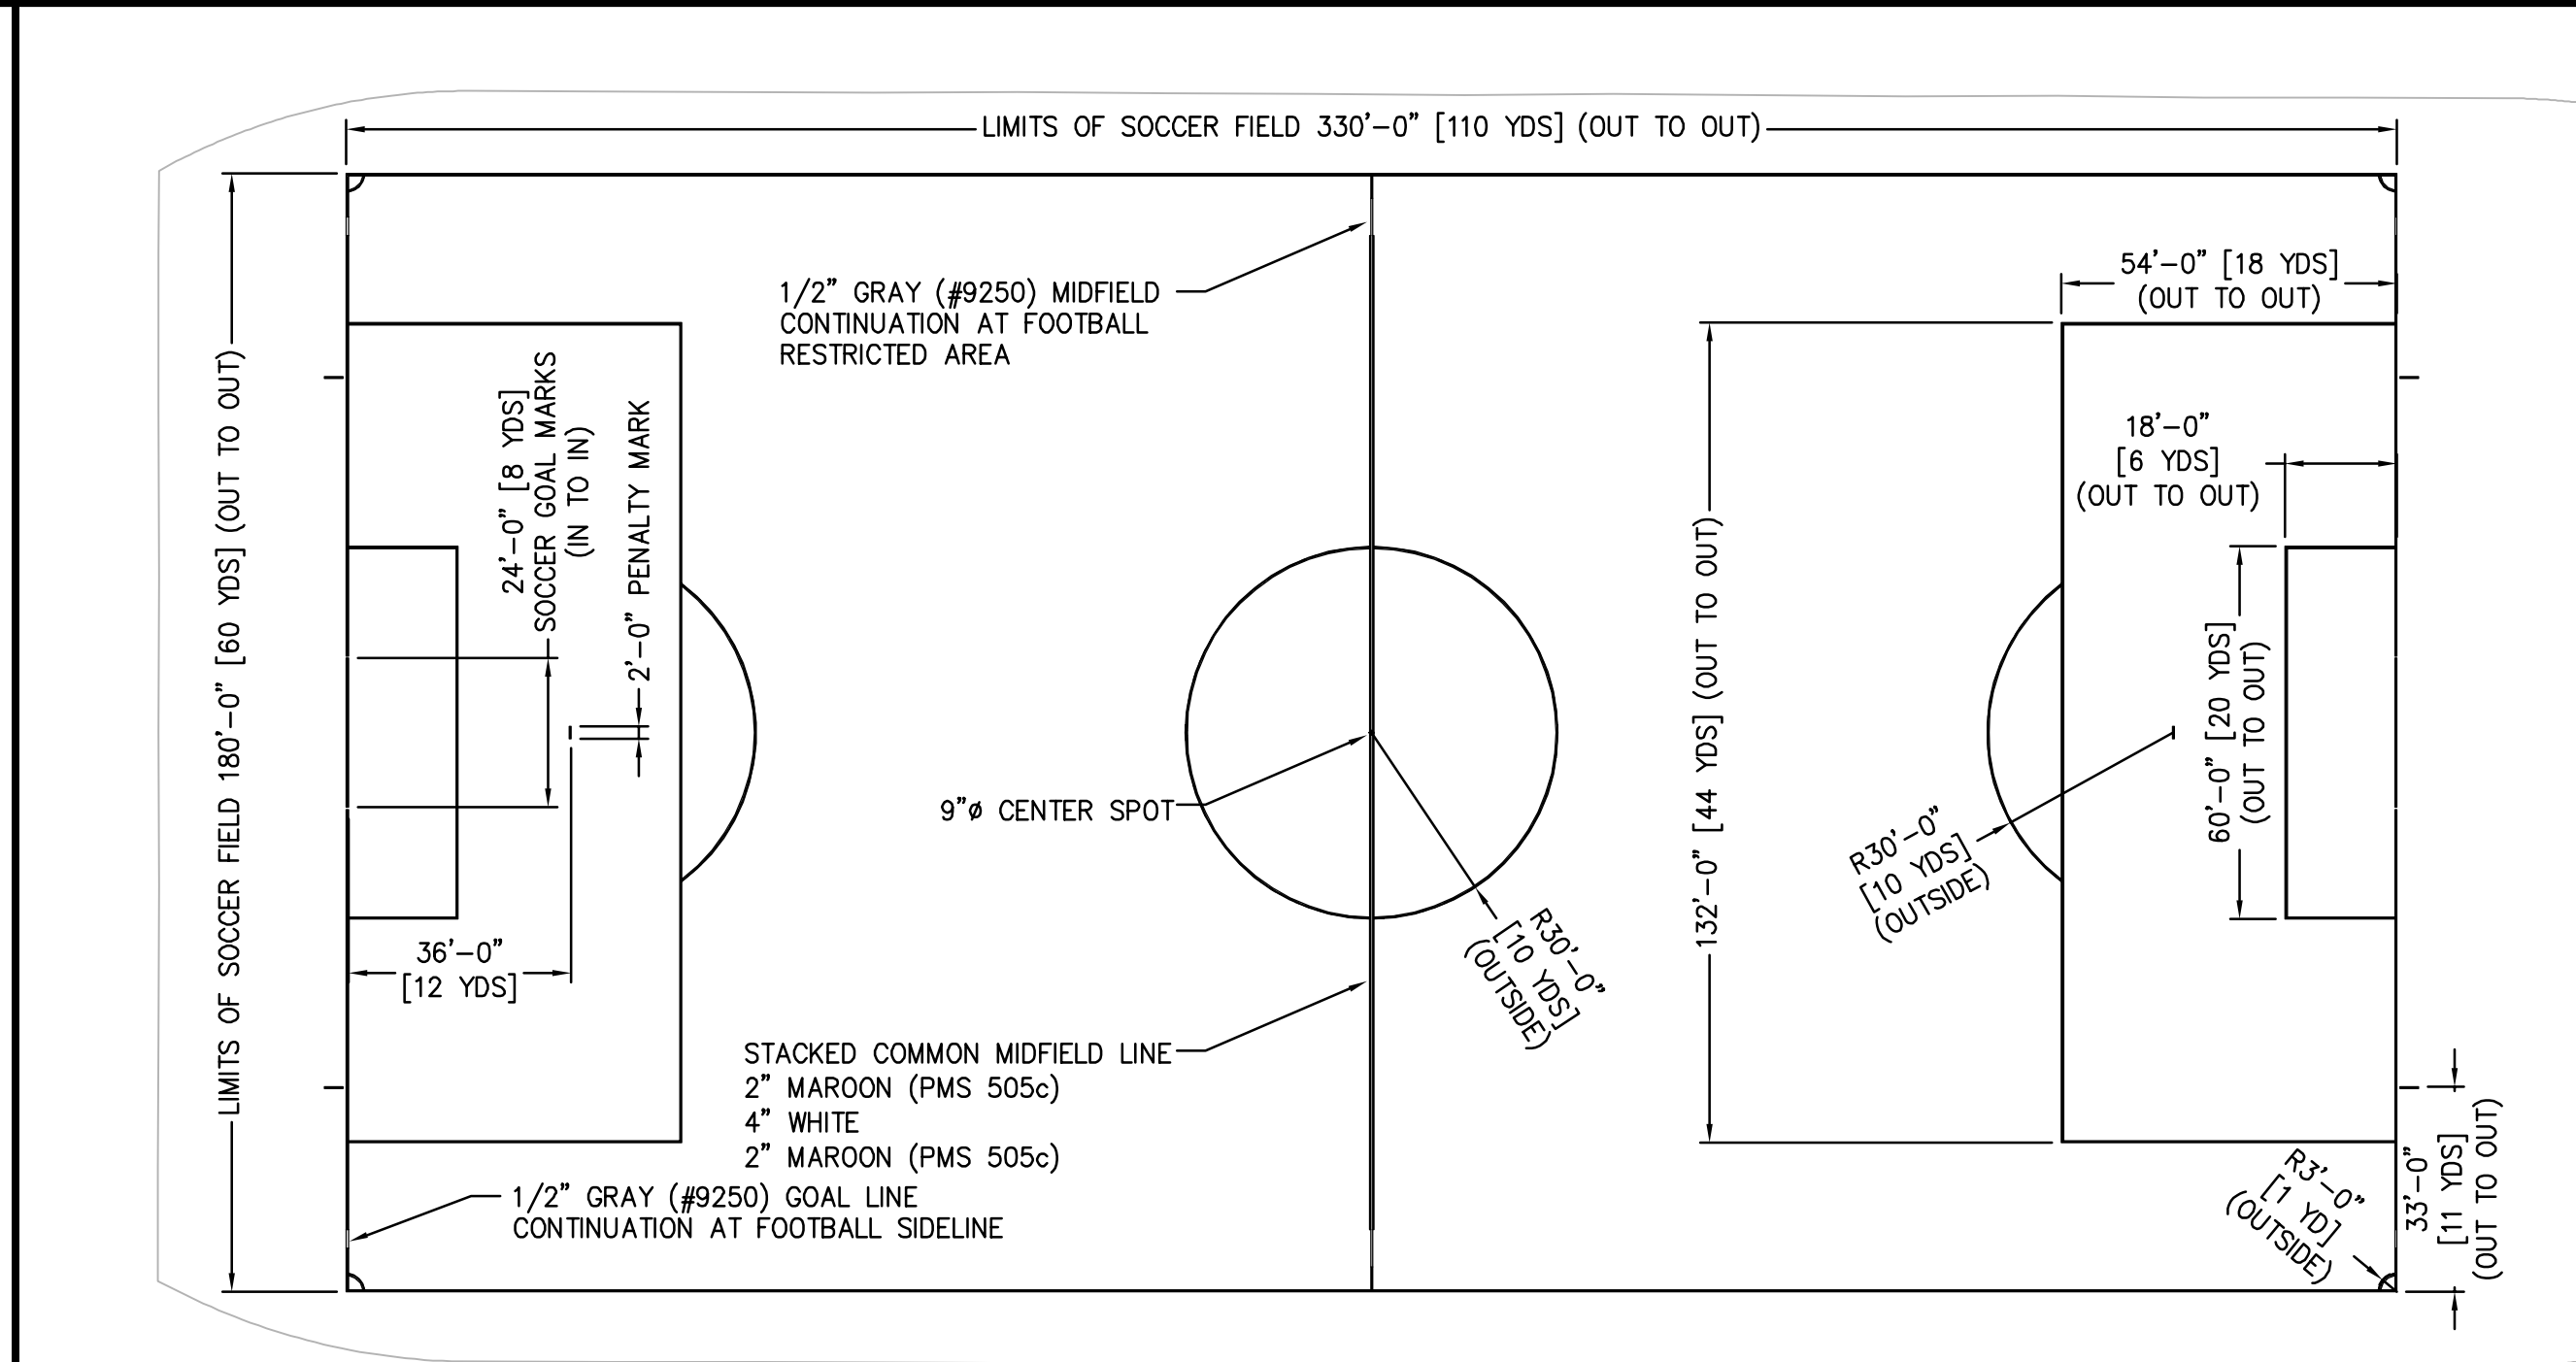 LIMITS OF SOCCER FIELD 330'-0" [110 YDS] (OUT TO OUT)
LIMITS OF SOCCER FIELD 180'-0" [60 YDS] (OUT TO OUT)
1/2" GRAY (#9250) MIDFIELD
CONTINUATION AT FOOTBALL
RESTRICTED AREA
54'-0" [18 YDS]
(OUT TO OUT)
24'-0" [8 YDS]
SOCCER GOAL MARKS
(IN TO IN)
2'-0" PENALTY MARK
18'-0"
[6 YDS]
(OUT TO OUT)
132'-0" [44 YDS] (OUT TO OUT)
60'-0" [20 YDS]
(OUT TO OUT)
9"ø CENTER SPOT
R30'-0"
[10 YDS]
(OUTSIDE)
R30'-0"
[10 YDS]
(OUTSIDE)
36'-0"
[12 YDS]
STACKED COMMON MIDFIELD LINE
2" MAROON (PMS 505c)
4" WHITE
2" MAROON (PMS 505c)
1/2" GRAY (#9250) GOAL LINE
CONTINUATION AT FOOTBALL SIDELINE
R3'-0"
[1 YD]
(OUTSIDE)
33'-0"
[11 YDS]
(OUT TO OUT)